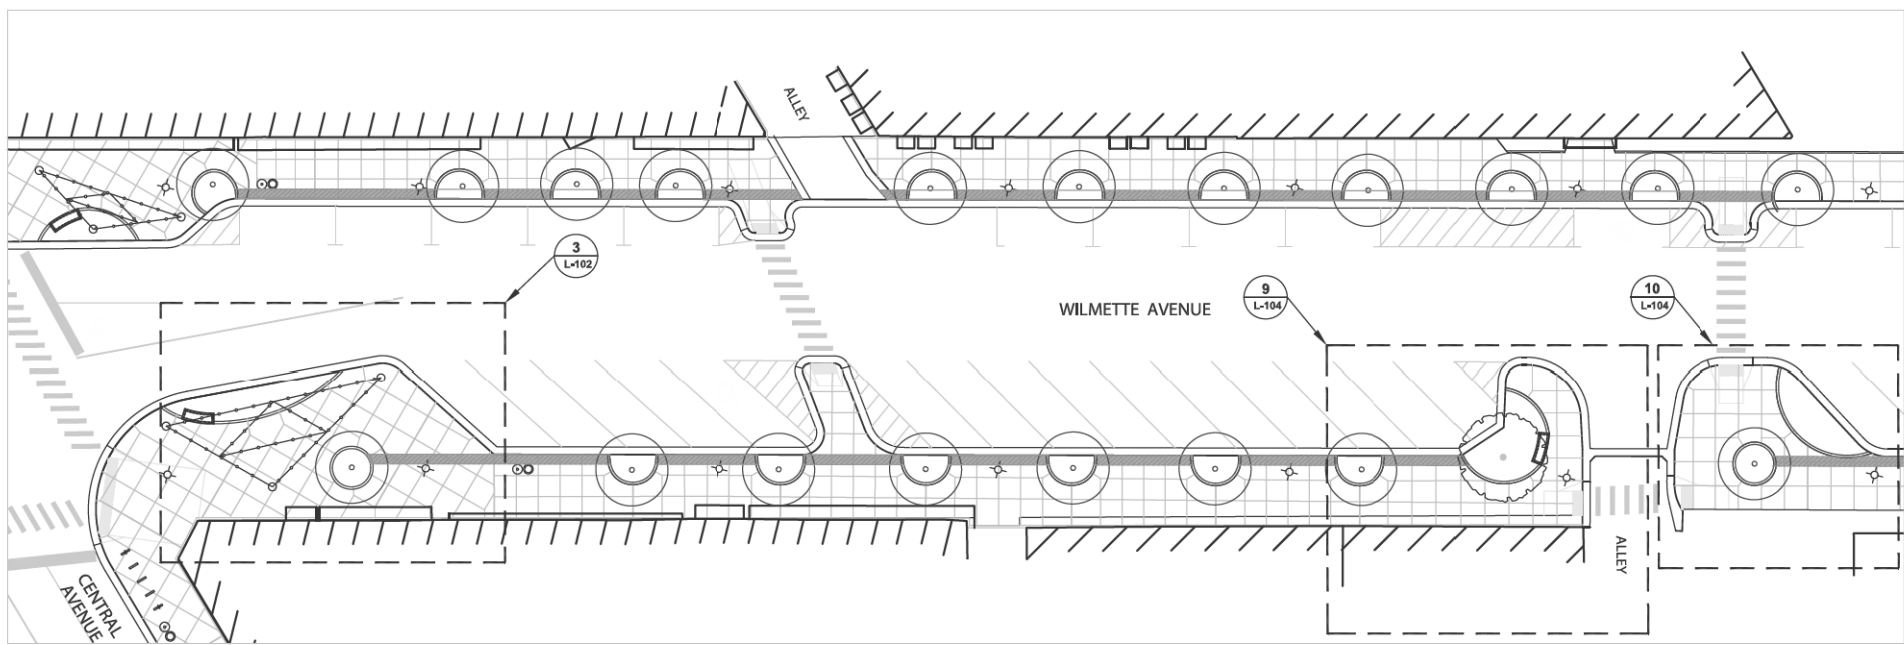 ALLEY
3
L-102
WILMETTE AVENUE
9
L-104
10
L-104
ALLEY
CENTRAL
AVENUE